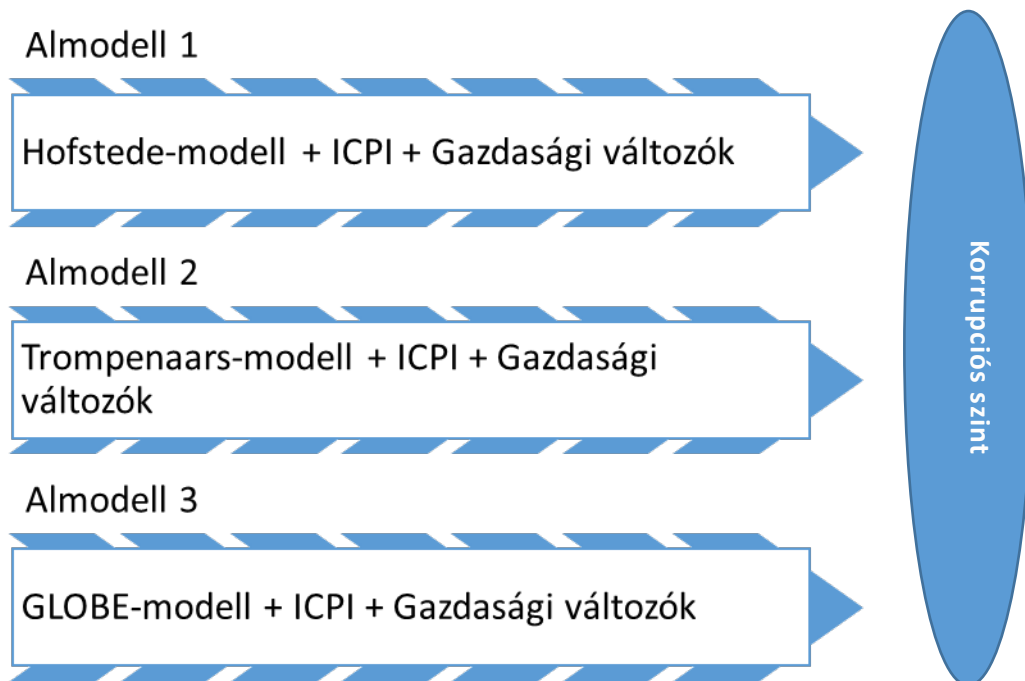 Almodell 1
Hofstede-modell + ICPI + Gazdasági változók
Almodell 2
Trompenaars-modell + ICPI + Gazdasági
változók
Almodell 3
GLOBE-modell + ICPI + Gazdasági változók
Korrupciós szint